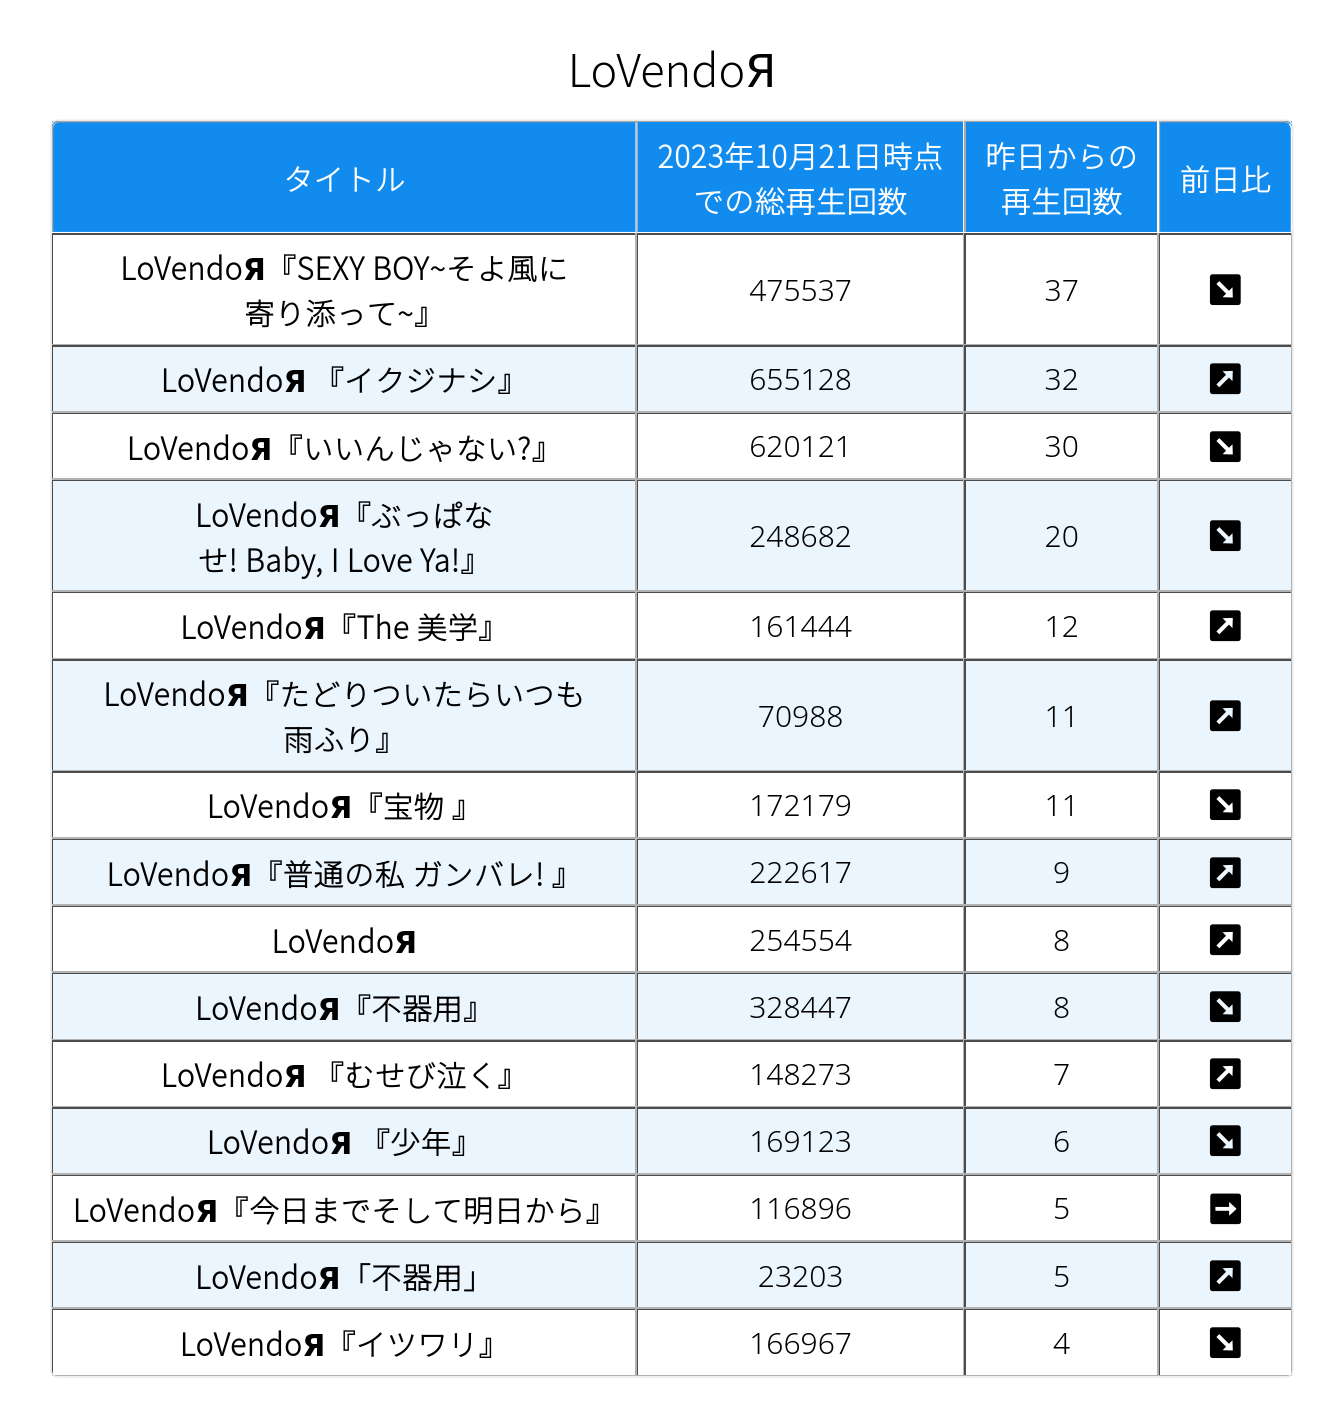 LoVendoЯ
タイトル
2023年10月21日時点
での総再生回数
昨日からの
再生回数
前日比
LoVendoЯ『SEXY BOY~そよ風に
寄り添って~』
475537
37
↘
LoVendoЯ 『イクジナシ』
655128
32
↗
LoVendoЯ『いいんじゃない?』
620121
30
↘
LoVendoЯ『ぶっぱな
せ! Baby, I Love Ya!』
248682
20
↘
LoVendoЯ『The 美学』
161444
12
↗
LoVendoЯ『たどりついたらいつも
雨ふり』
70988
11
↗
LoVendoЯ『宝物 』
172179
11
↘
LoVendoЯ『普通の私 ガンバレ! 』
222617
9
↗
LoVendoЯ
254554
8
↗
LoVendoЯ『不器用』
328447
8
↘
LoVendoЯ 『むせび泣く』
148273
7
↗
LoVendoЯ 『少年』
169123
6
↘
LoVendoЯ『今日までそして明日から』
116896
5
→
LoVendoЯ「不器用」
23203
5
↗
LoVendoЯ『イツワリ』
166967
4
↘